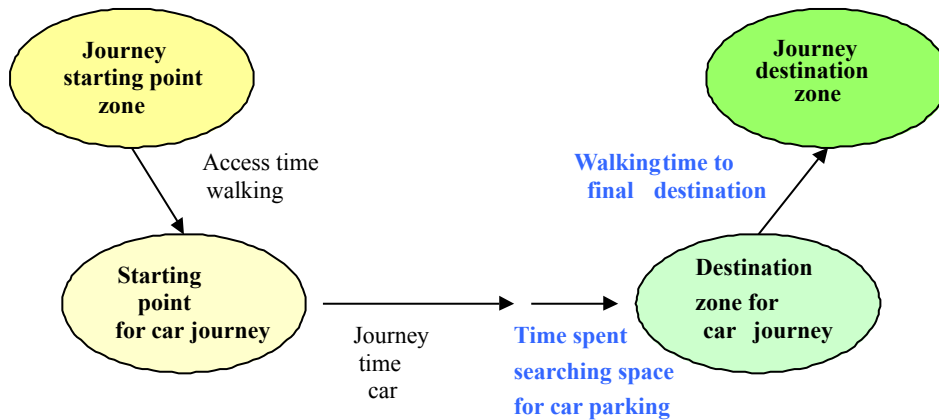 Journey
starting point
zone
Access time
walking
Starting
point
for car journey
Journey
time
car
Time spent
searching space
for car parking
Destination
zone for
car journey
Walkingtime to
final destination
Journey
destination
zone